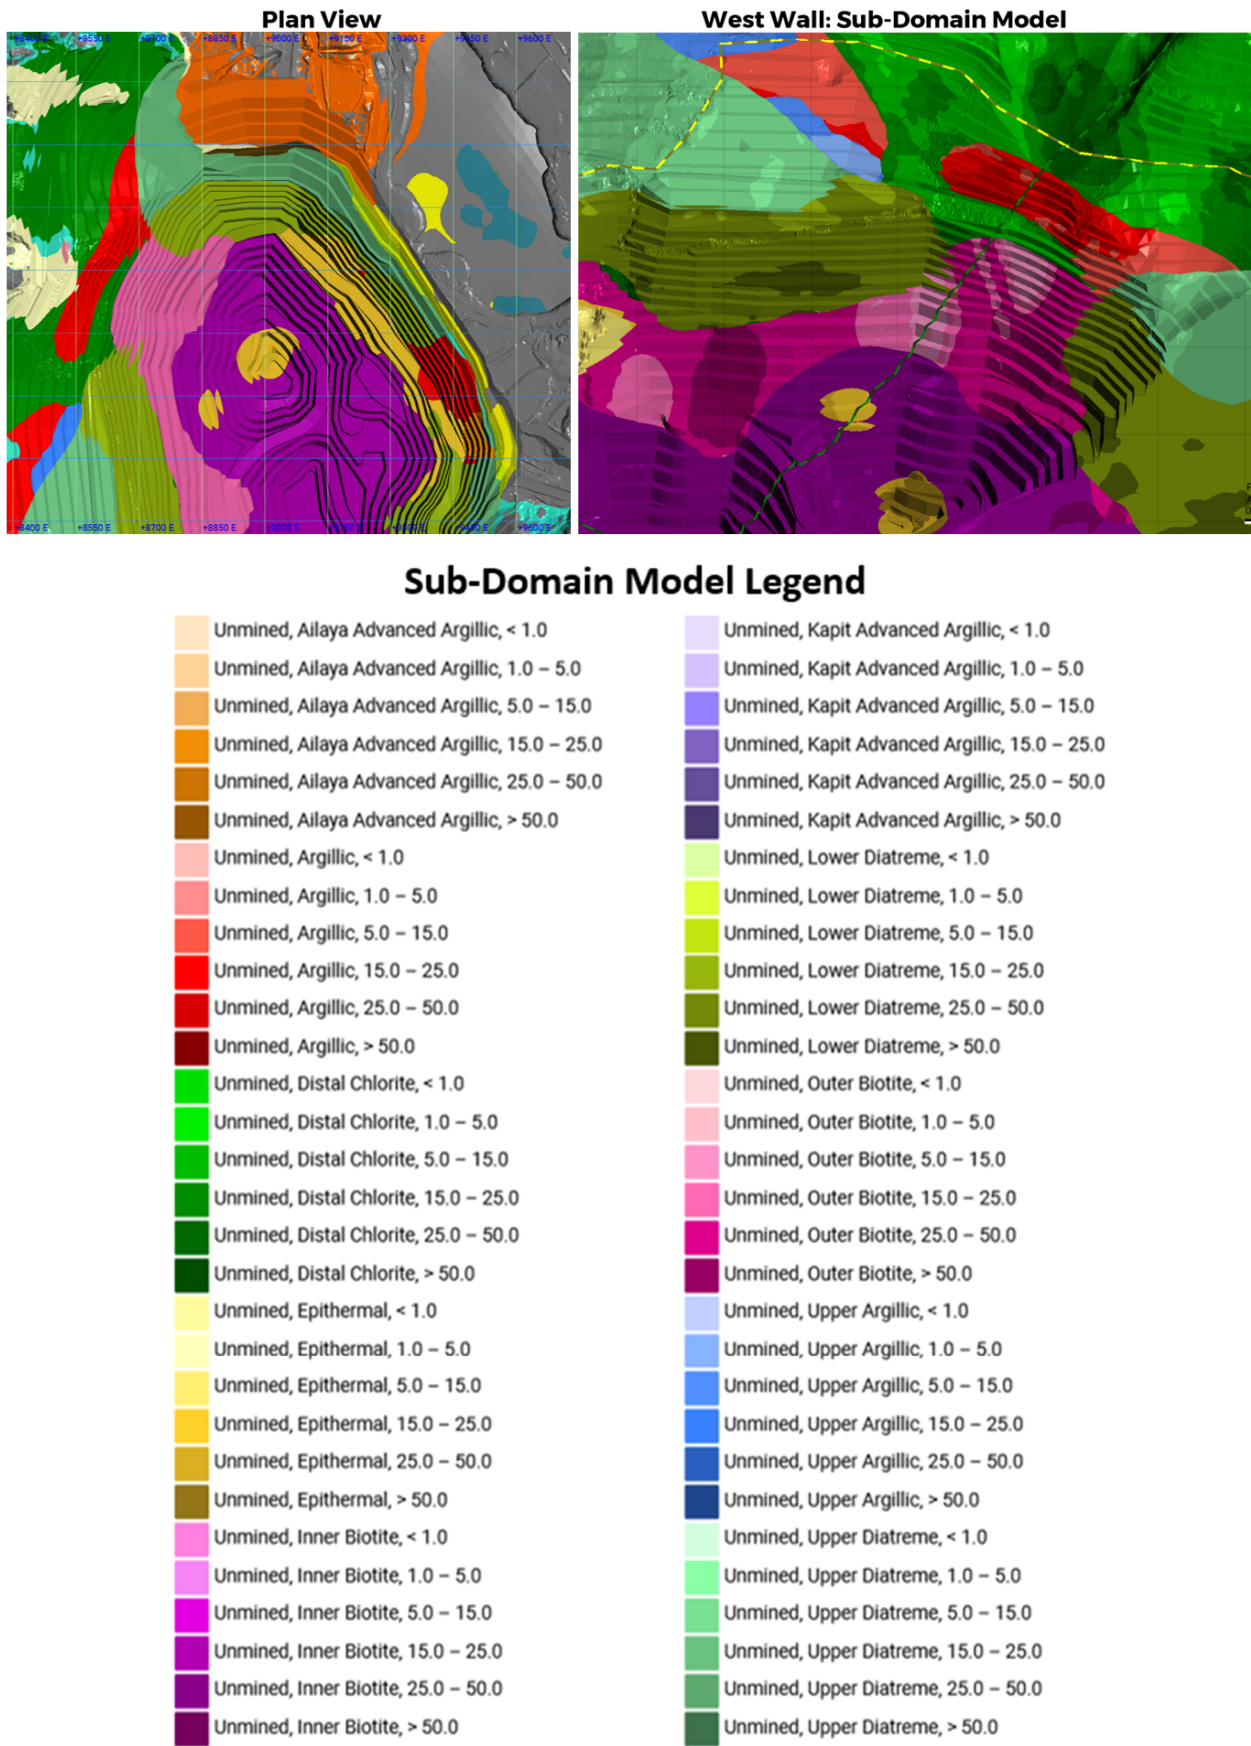 Plan View
West Wall: Sub-Domain Model
+8400 E
+8550 E
+8700 E
+8850 E
+9000 E
+9150 E
+9300 E
+9450 E
+9600 E
+8400 E
+8550 E
+8700 E
+8850 E
+9000 E
+9300 E
+9450 E
+9600 E
Sub-Domain Model Legend
Unmined, Ailaya Advanced Argillic, < 1.0
Unmined, Ailaya Advanced Argillic, 1.0 – 5.0
Unmined, Ailaya Advanced Argillic, 5.0 – 15.0
Unmined, Ailaya Advanced Argillic, 15.0 – 25.0
Unmined, Ailaya Advanced Argillic, 25.0 – 50.0
Unmined, Ailaya Advanced Argillic, > 50.0
Unmined, Argillic, < 1.0
Unmined, Argillic, 1.0 – 5.0
Unmined, Argillic, 5.0 – 15.0
Unmined, Argillic, 15.0 – 25.0
Unmined, Argillic, 25.0 – 50.0
Unmined, Argillic, > 50.0
Unmined, Distal Chlorite, < 1.0
Unmined, Distal Chlorite, 1.0 – 5.0
Unmined, Distal Chlorite, 5.0 – 15.0
Unmined, Distal Chlorite, 15.0 – 25.0
Unmined, Distal Chlorite, 25.0 – 50.0
Unmined, Distal Chlorite, > 50.0
Unmined, Epithermal, < 1.0
Unmined, Epithermal, 1.0 – 5.0
Unmined, Epithermal, 5.0 – 15.0
Unmined, Epithermal, 15.0 – 25.0
Unmined, Epithermal, 25.0 – 50.0
Unmined, Epithermal, > 50.0
Unmined, Inner Biotite, < 1.0
Unmined, Inner Biotite, 1.0 – 5.0
Unmined, Inner Biotite, 5.0 – 15.0
Unmined, Inner Biotite, 15.0 – 25.0
Unmined, Inner Biotite, 25.0 – 50.0
Unmined, Inner Biotite, > 50.0
Unmined, Kapit Advanced Argillic, < 1.0
Unmined, Kapit Advanced Argillic, 1.0 – 5.0
Unmined, Kapit Advanced Argillic, 5.0 – 15.0
Unmined, Kapit Advanced Argillic, 15.0 – 25.0
Unmined, Kapit Advanced Argillic, 25.0 – 50.0
Unmined, Kapit Advanced Argillic, > 50.0
Unmined, Lower Diatreme, < 1.0
Unmined, Lower Diatreme, 1.0 – 5.0
Unmined, Lower Diatreme, 5.0 – 15.0
Unmined, Lower Diatreme, 15.0 – 25.0
Unmined, Lower Diatreme, 25.0 – 50.0
Unmined, Lower Diatreme, > 50.0
Unmined, Outer Biotite, < 1.0
Unmined, Outer Biotite, 1.0 – 5.0
Unmined, Outer Biotite, 5.0 – 15.0
Unmined, Outer Biotite, 15.0 – 25.0
Unmined, Outer Biotite, 25.0 – 50.0
Unmined, Outer Biotite, > 50.0
Unmined, Upper Argillic, < 1.0
Unmined, Upper Argillic, 1.0 – 5.0
Unmined, Upper Argillic, 5.0 – 15.0
Unmined, Upper Argillic, 15.0 – 25.0
Unmined, Upper Argillic, 25.0 – 50.0
Unmined, Upper Argillic, > 50.0
Unmined, Upper Diatreme, < 1.0
Unmined, Upper Diatreme, 1.0 – 5.0
Unmined, Upper Diatreme, 5.0 – 15.0
Unmined, Upper Diatreme, 15.0 – 25.0
Unmined, Upper Diatreme, 25.0 – 50.0
Unmined, Upper Diatreme, > 50.0